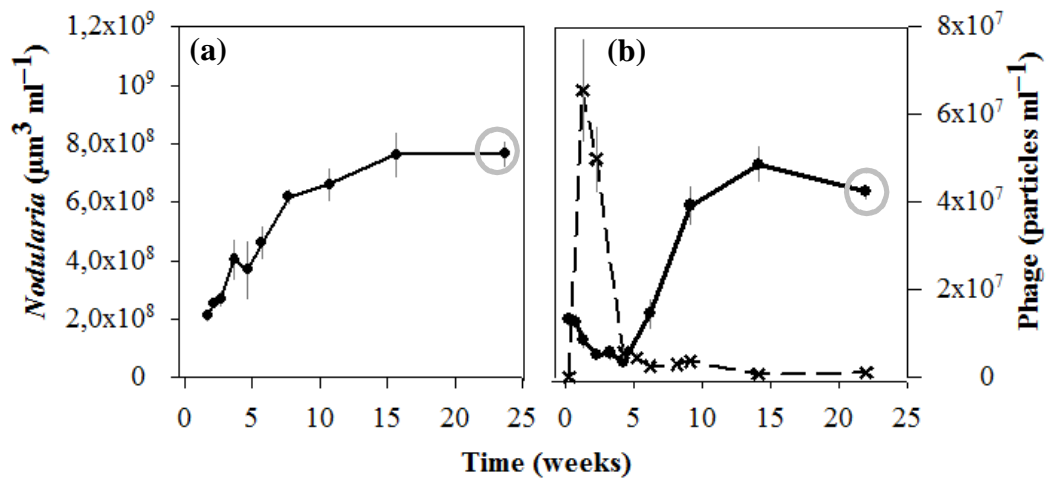 (a)
(b)
Nodularia (µm³ ml⁻¹)
1,2x10⁹
10⁹
8,0x10⁸
6,0x10⁸
4,0x10⁸
2,0x10⁸
0
8x10⁷
6x10⁷
4x10⁷
2x10⁷
0
Phage (particles ml⁻¹)
0 5 10 15 20 25
0 5 10 15 20 25
Time (weeks)